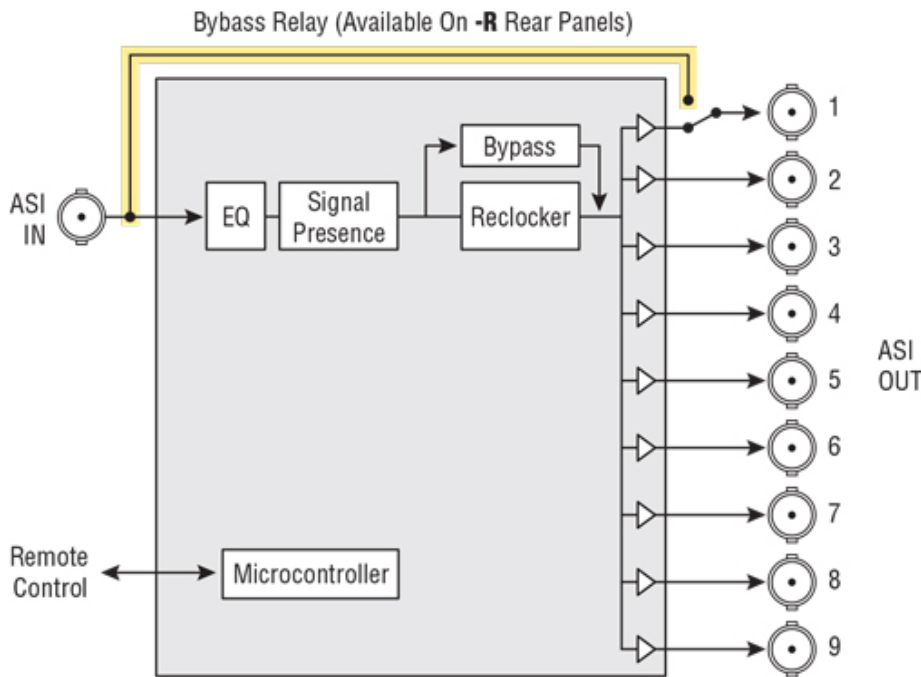 Bypass Relay (Available On -R Rear Panels)
ASI
IN
EQ
Signal
Presence
Bypass
Reclocker
1
2
3
4
5
6
7
8
9
ASI
OUT
Remote
Control
Microcontroller